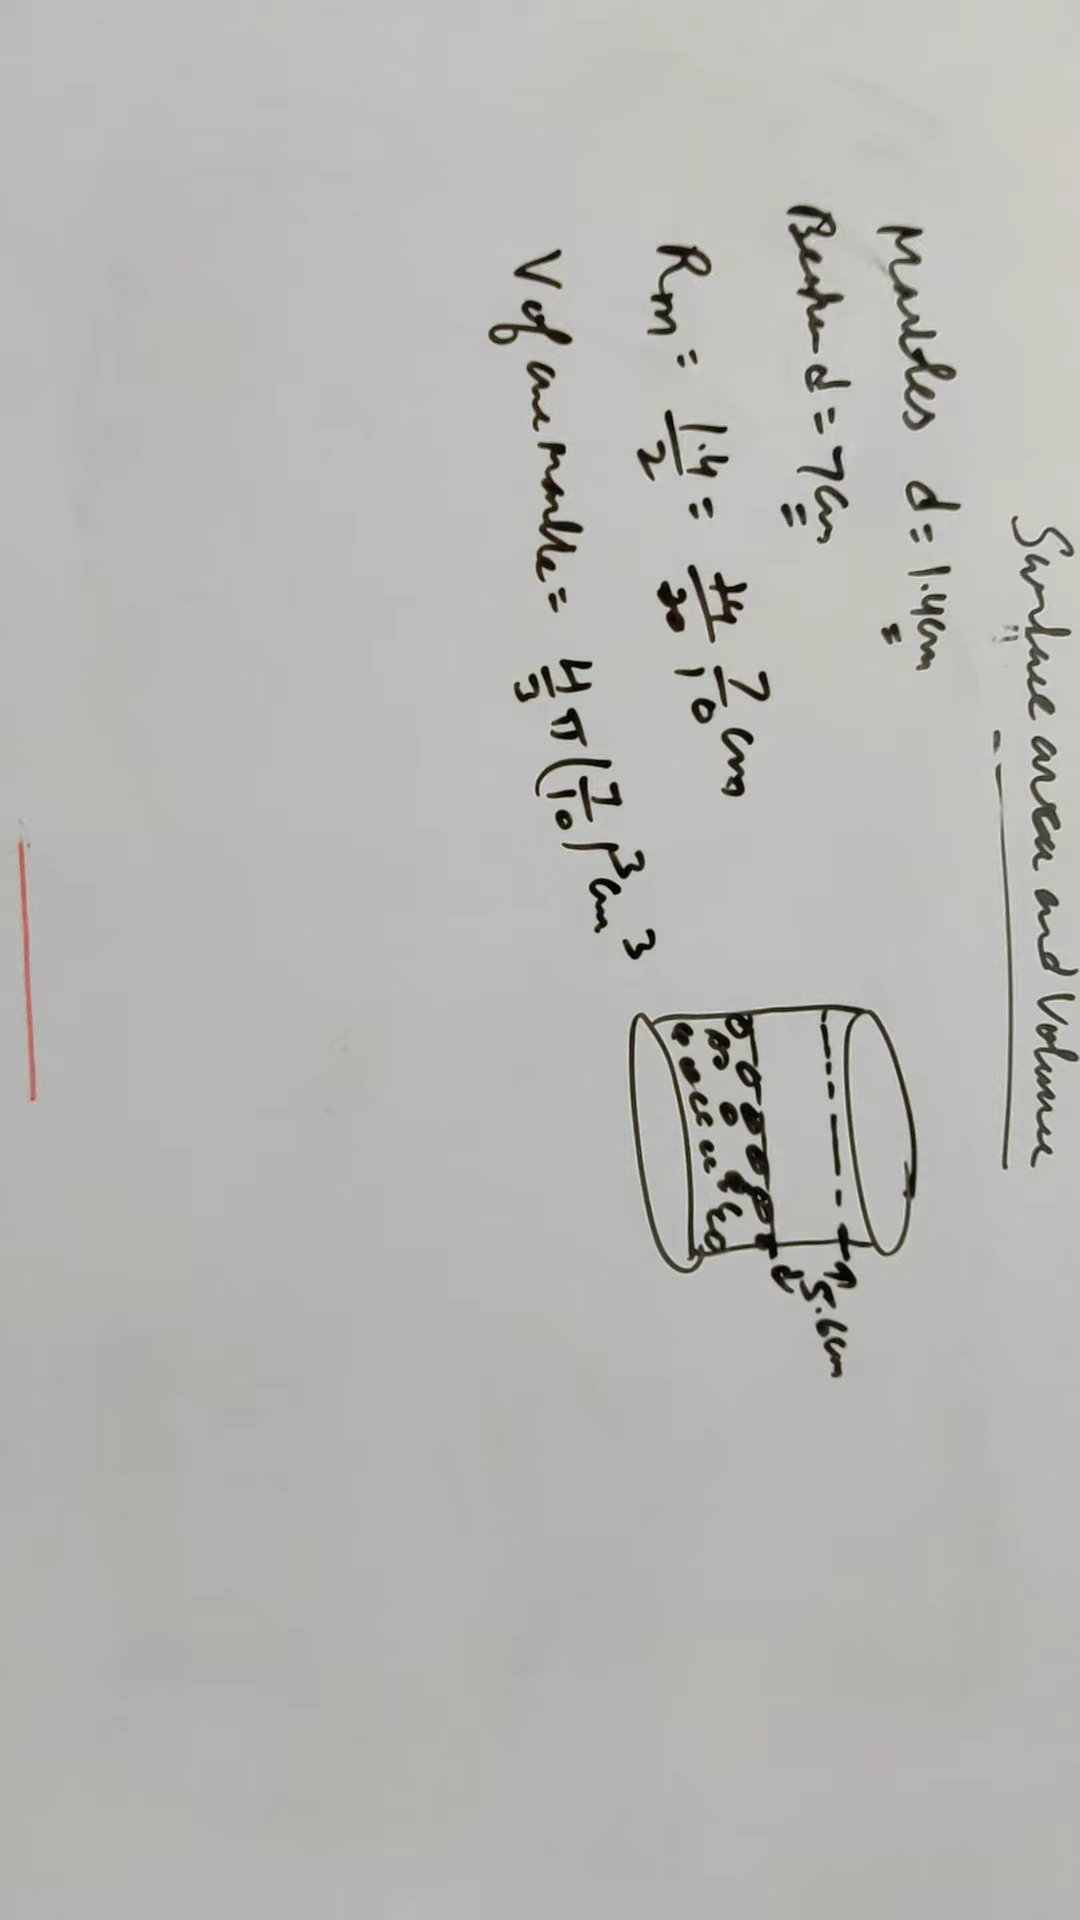 Surface area and Volume
Marbles d = 1.4cm
Beaker d = 7cm
Rm = 1.4/2 = 14/20 7/10 cm
V of one marble = 4/3 π (7/10)³ cm³
5.6cm